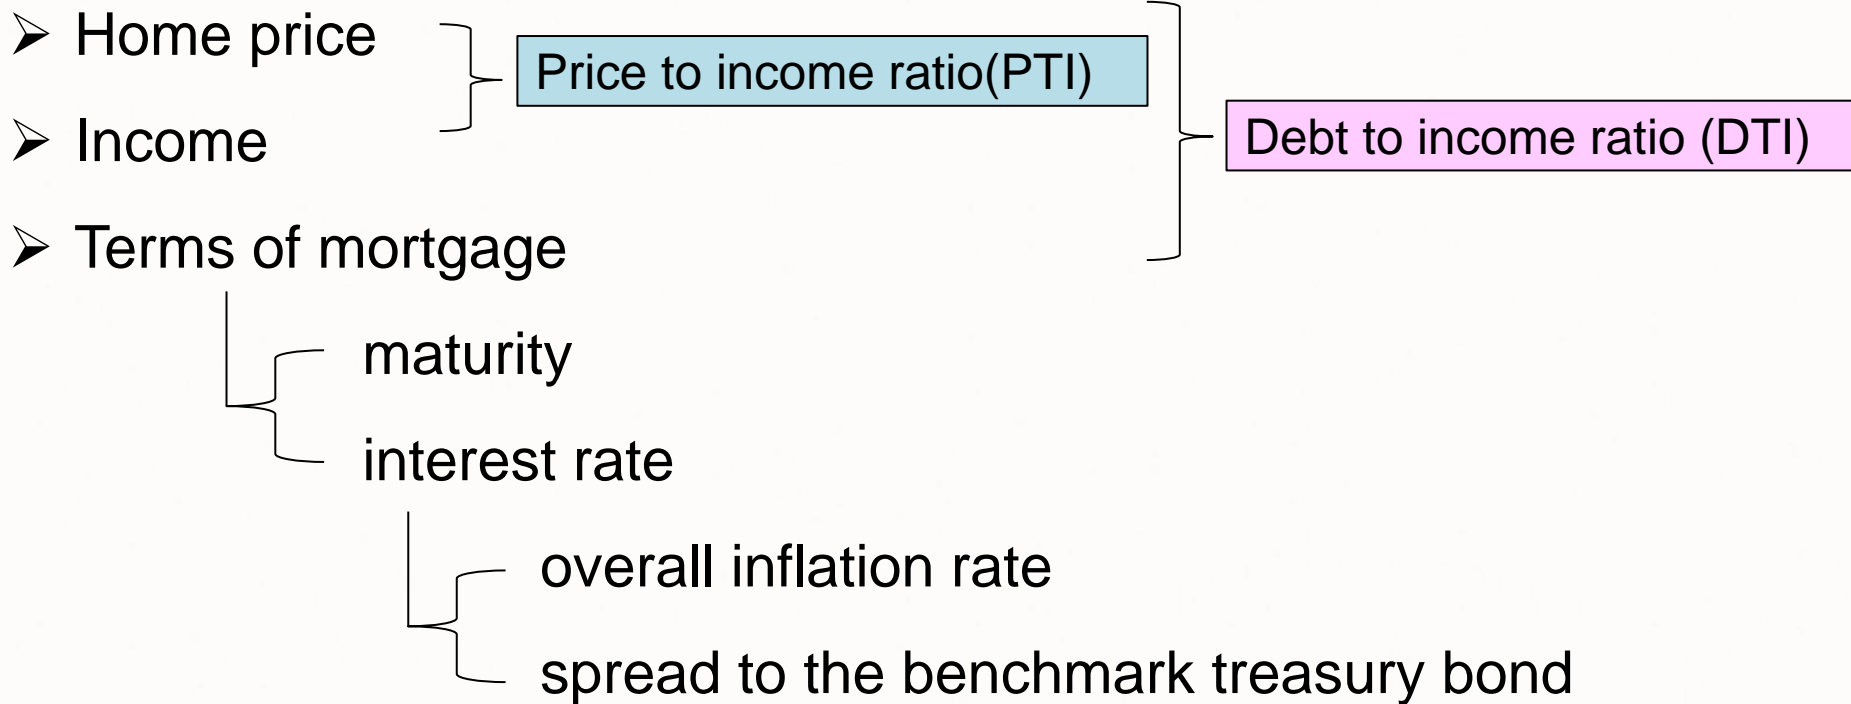 ➢ Home price
Price to income ratio(PTI)
➢ Income
Debt to income ratio (DTI)
➢ Terms of mortgage
maturity
interest rate
overall inflation rate
spread to the benchmark treasury bond